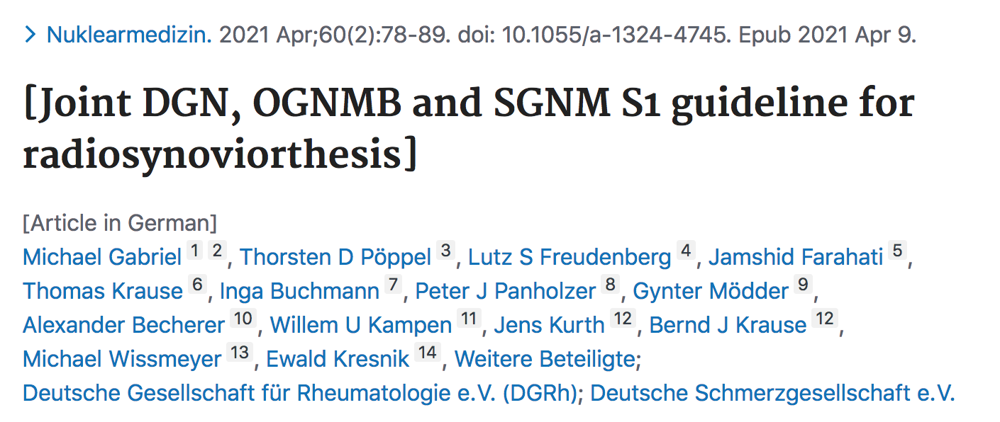 > Nuklearmedizin. 2021 Apr;60(2):78-89. doi: 10.1055/a-1324-4745. Epub 2021 Apr 9.
[Joint DGN, OGNMB and SGNM S1 guideline for
radiosynoviorthesis]
[Article in German]
Michael Gabriel 1 2, Thorsten D Pöppel 3, Lutz S Freudenberg 4, Jamshid Farahati 5,
Thomas Krause 6, Inga Buchmann 7, Peter J Panholzer 8, Gynter Mödder 9,
Alexander Becherer 10, Willem U Kampen 11, Jens Kurth 12, Bernd J Krause 12,
Michael Wissmeyer 13, Ewald Kresnik 14, Weitere Beteiligte;
Deutsche Gesellschaft für Rheumatologie e.V. (DGRh); Deutsche Schmerzgesellschaft e.V.